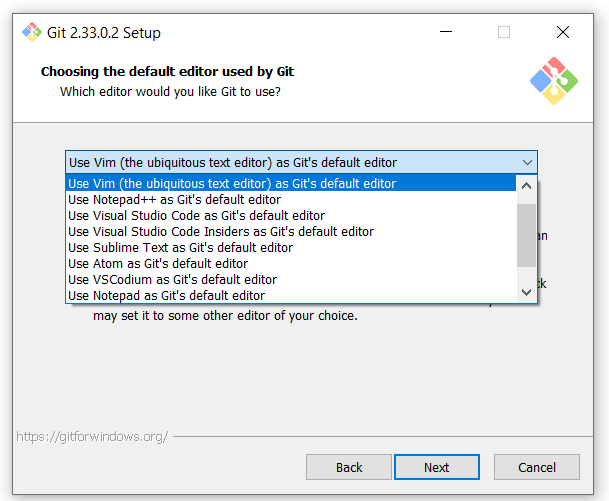 Git 2.33.0.2 Setup
Choosing the default editor used by Git
Which editor would you like Git to use?
Use Vim (the ubiquitous text editor) as Git's default editor
Use Vim (the ubiquitous text editor) as Git's default editor
Use Notepad++ as Git's default editor
Use Visual Studio Code as Git's default editor
Use Visual Studio Code Insiders as Git's default editor
an
Use Sublime Text as Git's default editor
Use Atom as Git's default editor
Use VSCodium as Git's default editor
Use Notepad as Git's default editor
may set it to some other editor of your choice.
https://gitforwindows.org/
Back
Next
Cancel